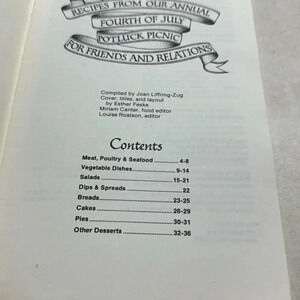 RECIPES FROM OUR ANNUAL
FOURTH OF JULY
POTLUCK PICNIC
FOR FRIENDS AND RELATIONS
Compiled by Joan Liffring-Zug
Cover, titles, and layout
by Esther Feske
Miriam Canter, food editor
Louise Roalson, editor
Contents
Meat, Poultry & Seafood 4-8
Vegetable Dishes 9-14
Salads 15-21
Dips & Spreads 22
Breads 23-25
Cakes 26-29
Pies 30-31
Other Desserts 32-36